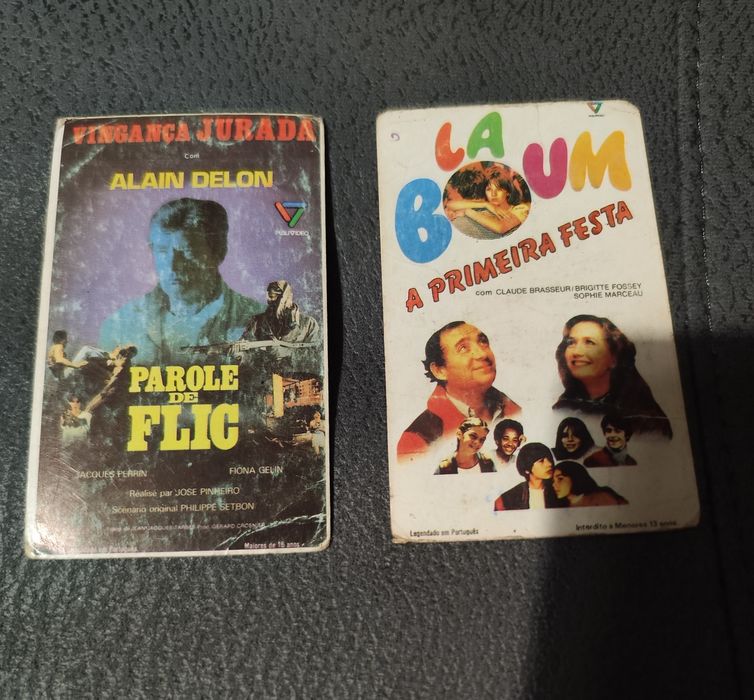 VINGANÇA JURADA
Com
ALAIN DELON
PUBLIVIDEO
PAROLE
DE
FLIC
JACQUES PERRIN FIONA GELIN
Réalisé par JOSE PINHEIRO
Scénario original PHILIPPE SETBON
Maiores de 16 anos
LA
BOUM
A PRIMEIRA FESTA
com CLAUDE BRASSEUR/BRIGITTE FOSSEY
SOPHIE MARCEAU
Legendado em Português
Interdito a Menores 13 anos